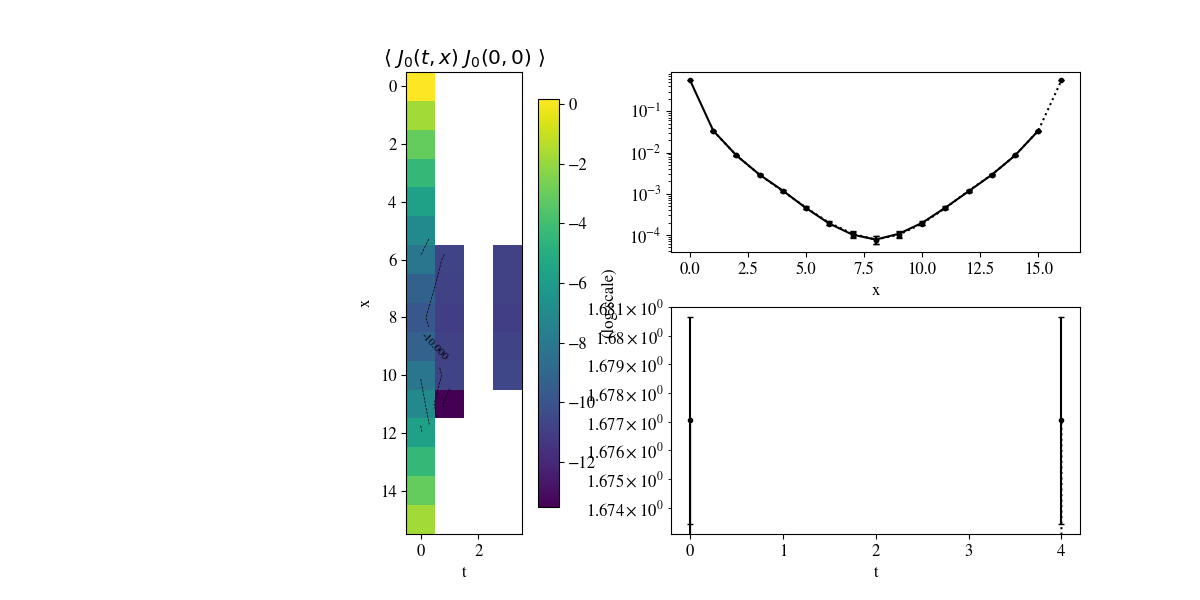 ⟨ J₀(t, x) J₀(0, 0) ⟩
0
2
4
6
8
10
12
14
x
0
2
t
-10.000
0
−2
−4
−6
−8
−10
−12
(log scale)
10⁻¹
10⁻²
10⁻³
10⁻⁴
0.0
2.5
5.0
7.5
10.0
12.5
15.0
x
1.681 × 10⁰
1.68 × 10⁰
1.679 × 10⁰
1.678 × 10⁰
1.677 × 10⁰
1.676 × 10⁰
1.675 × 10⁰
1.674 × 10⁰
0
1
2
3
4
t